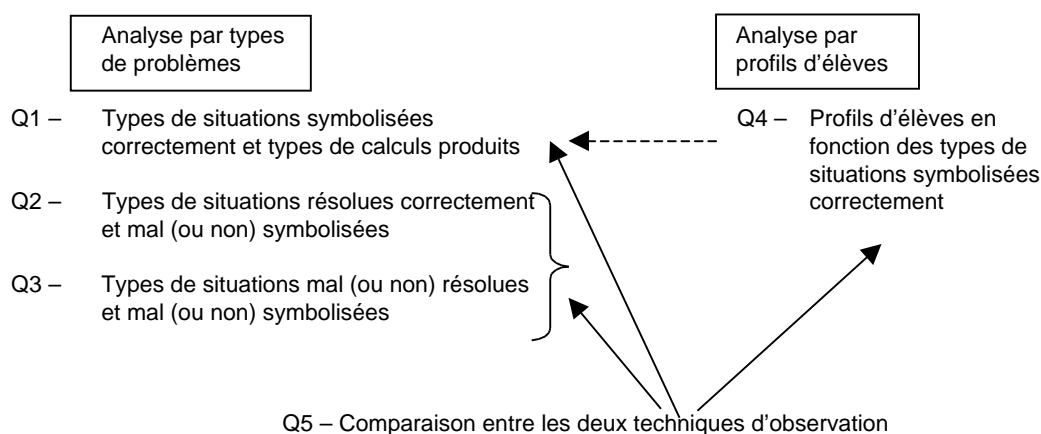 Analyse par types
de problèmes
Analyse par
profils d'élèves
Q1 – Types de situations symbolisées
correctement et types de calculs produits
Q4 – Profils d'élèves en
fonction des types de
situations symbolisées
correctement
Q2 – Types de situations résolues correctement
et mal (ou non) symbolisées
Q3 – Types de situations mal (ou non) résolues
et mal (ou non) symbolisées
Q5 – Comparaison entre les deux techniques d'observation